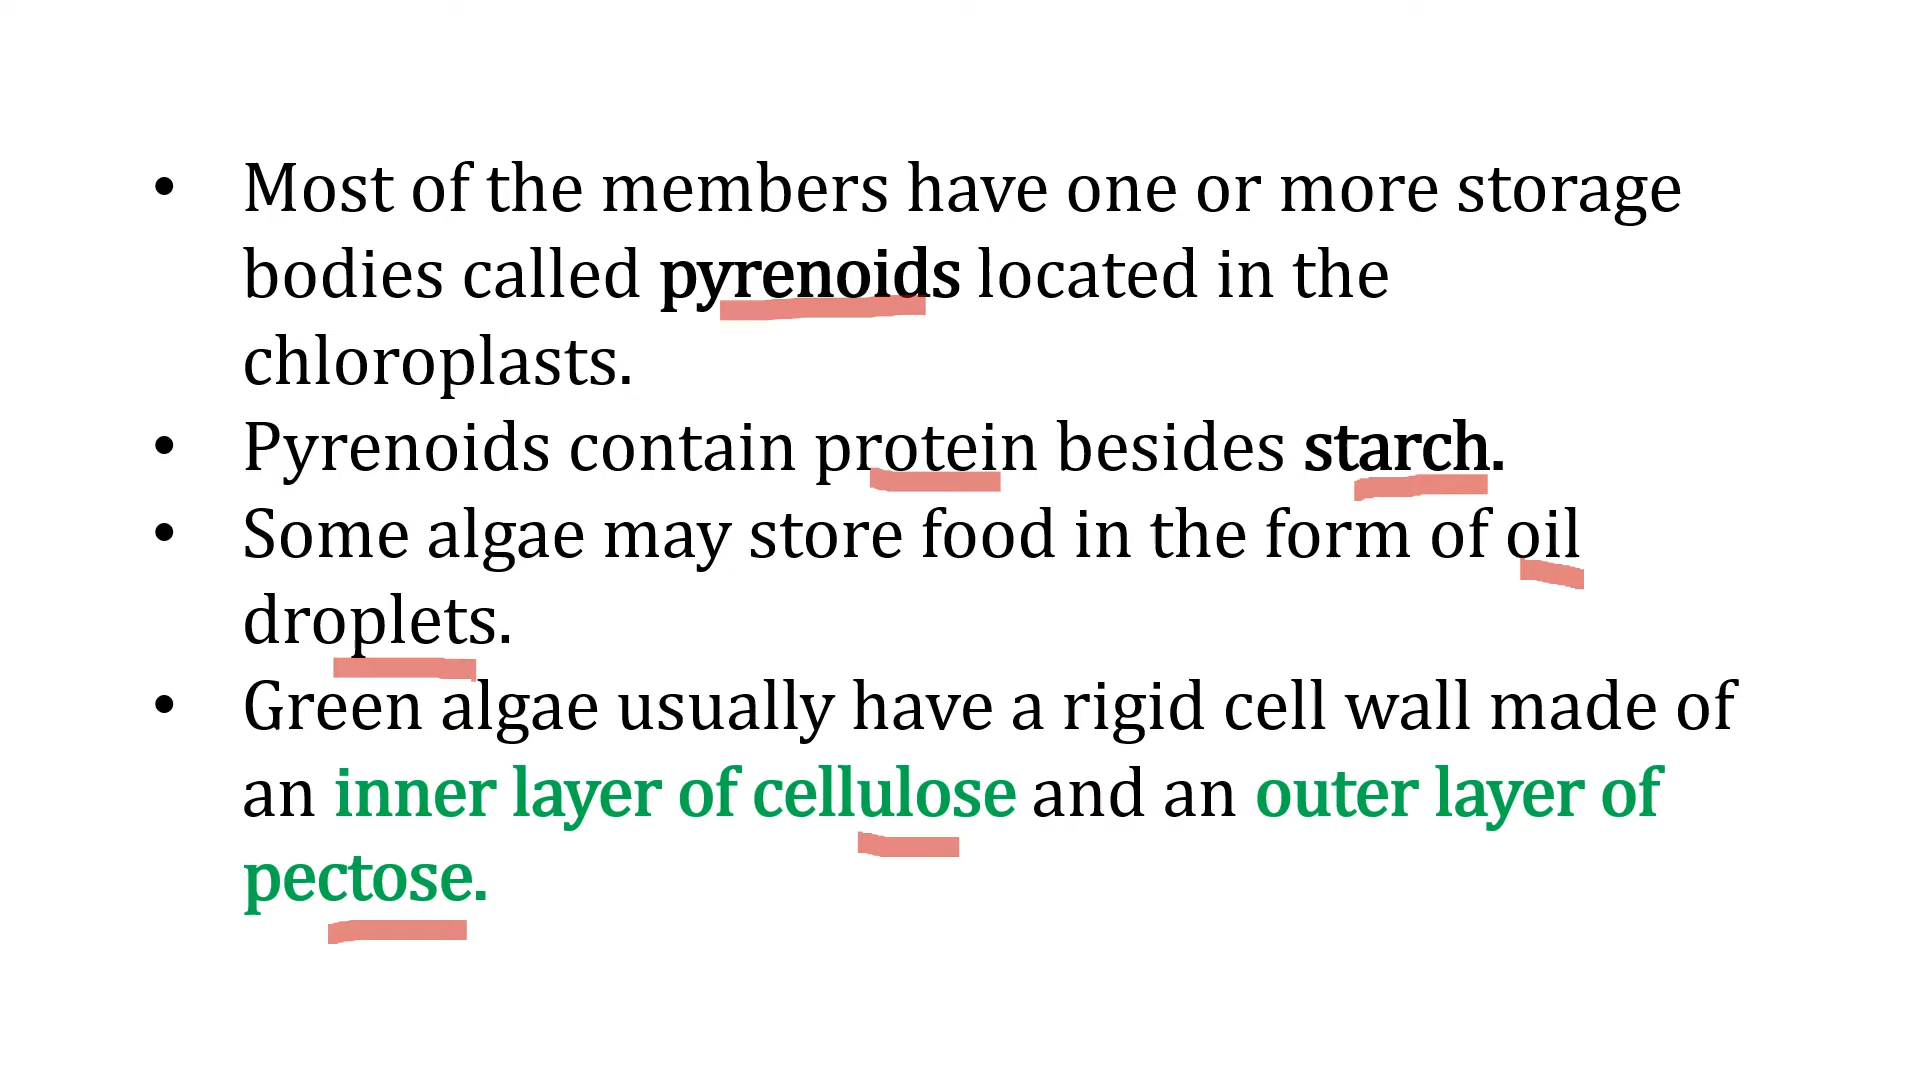 • Most of the members have one or more storage
bodies called pyrenoids located in the
chloroplasts.
• Pyrenoids contain protein besides starch.
• Some algae may store food in the form of oil
droplets.
• Green algae usually have a rigid cell wall made of
an inner layer of cellulose and an outer layer of
pectose.